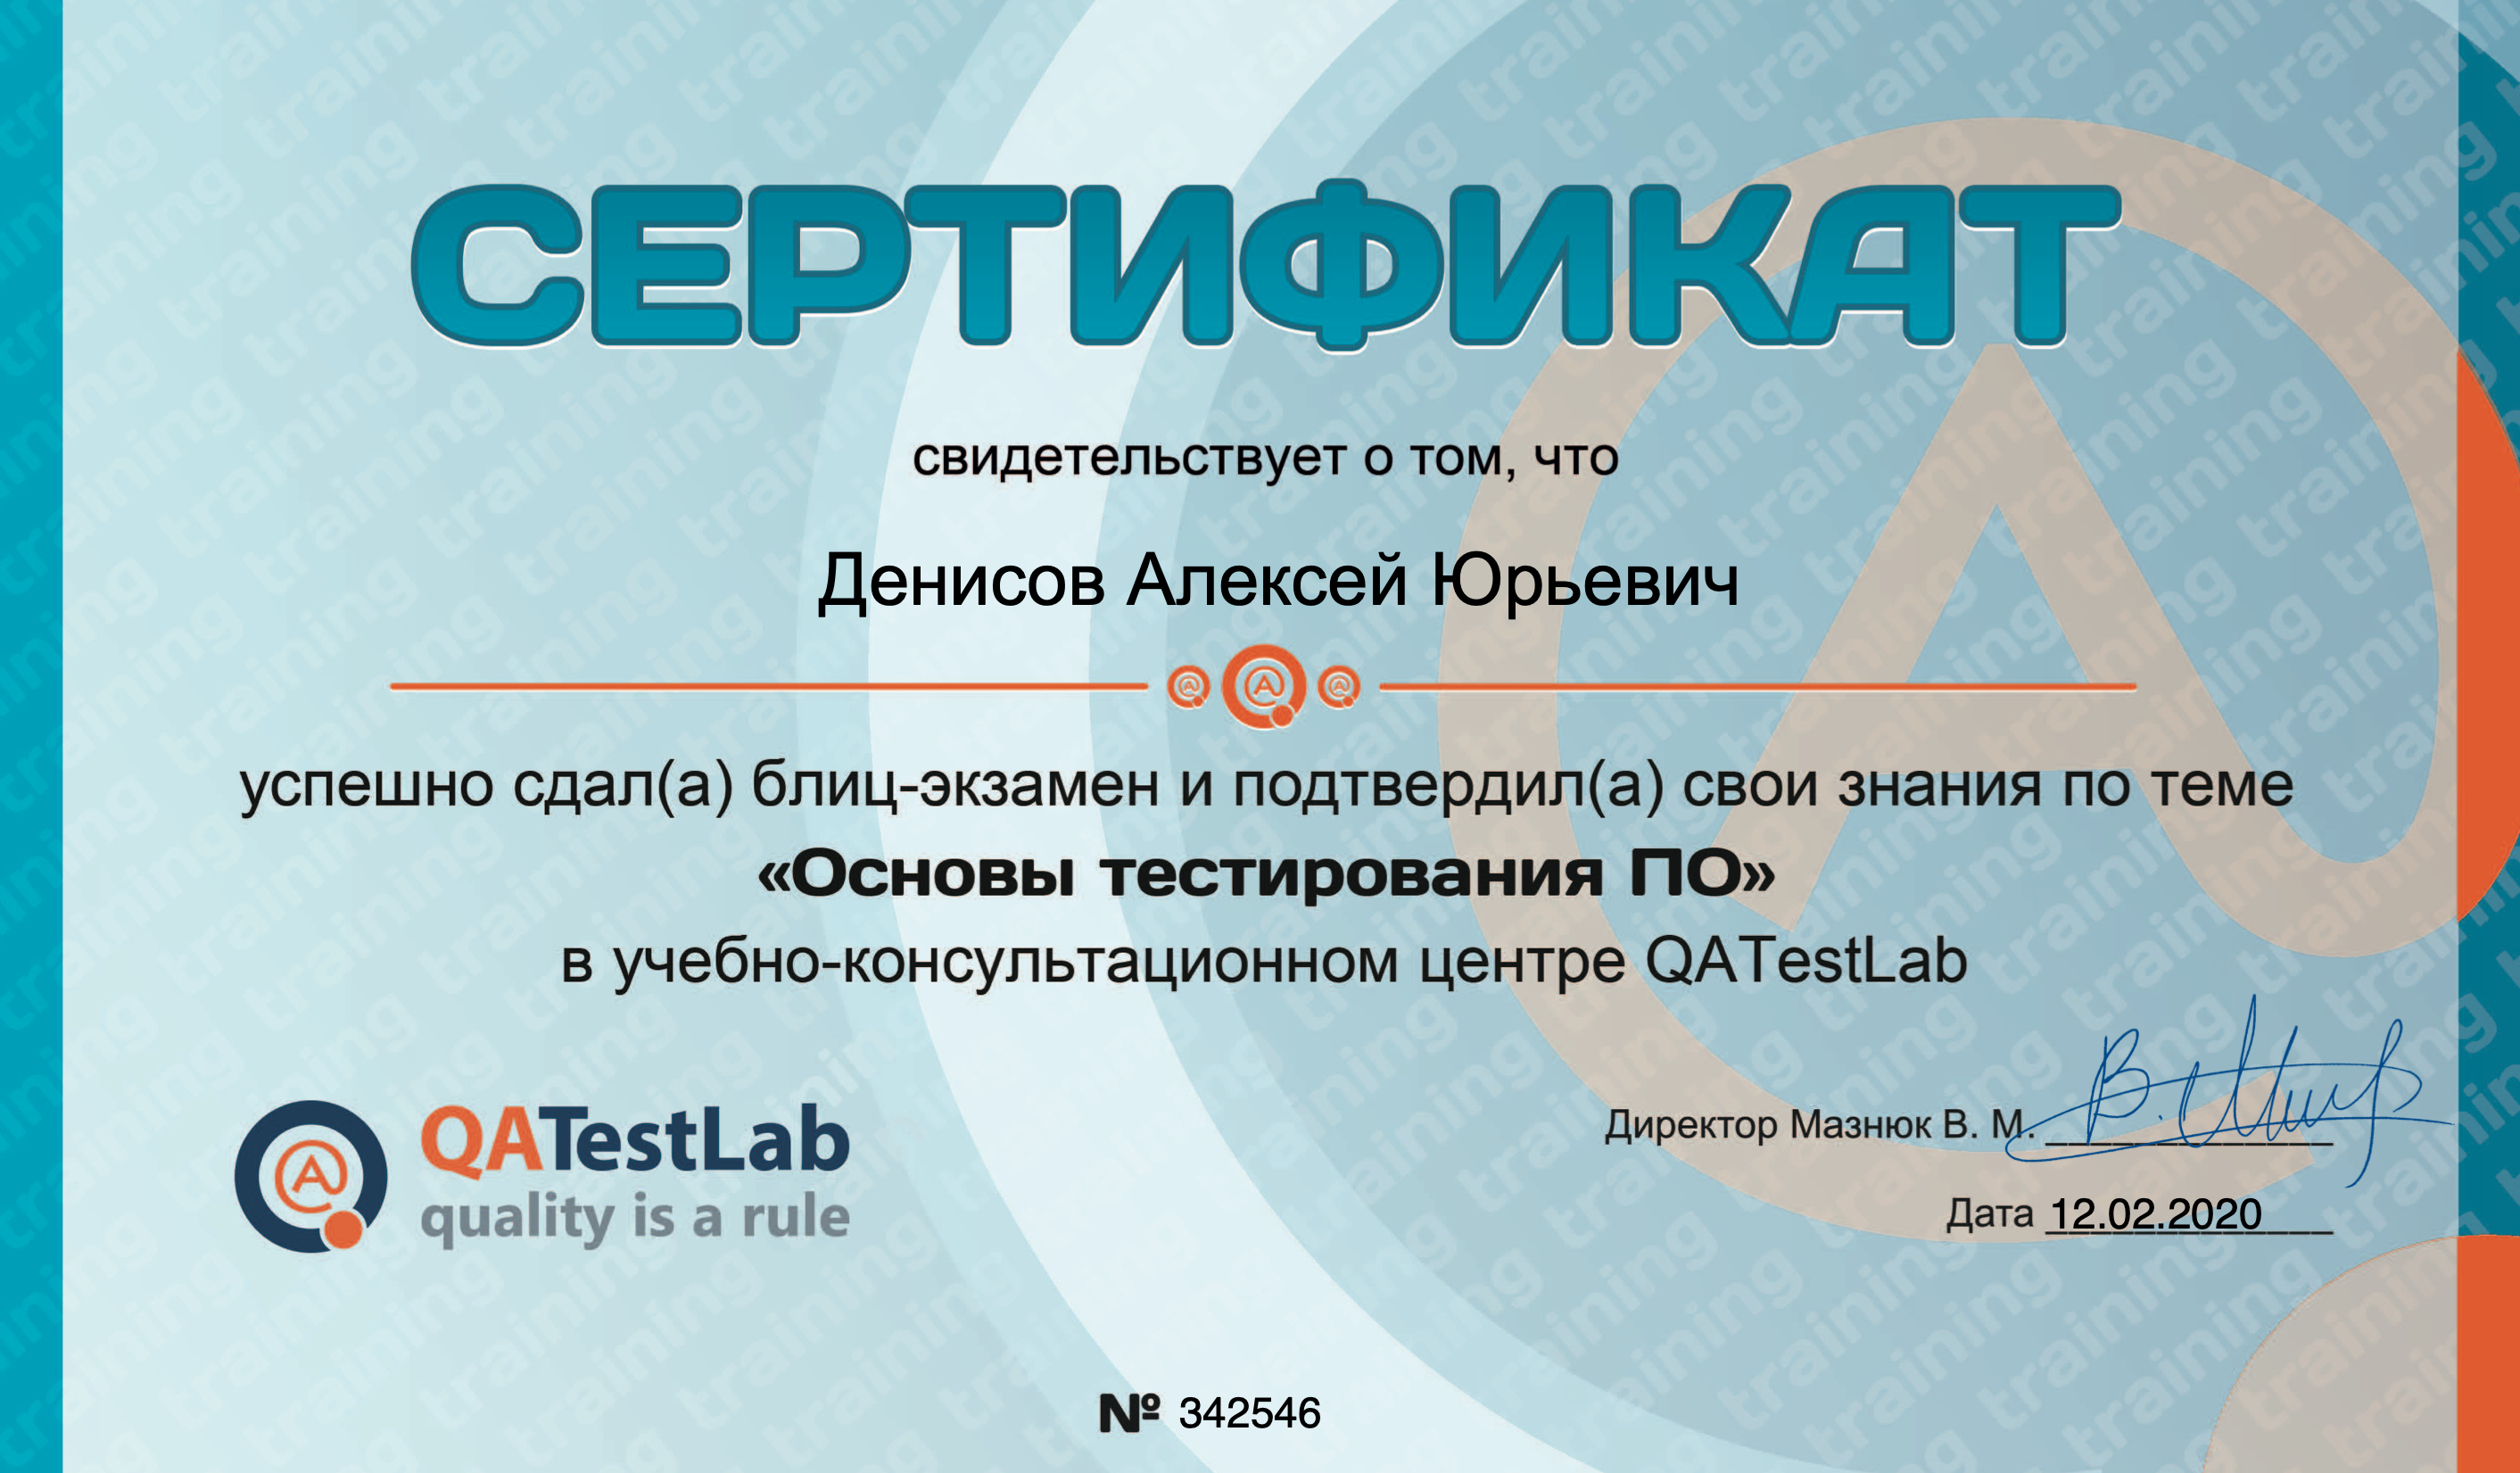 СЕРТИФИКАТ
свидетельствует о том, что
Денисов Алексей Юрьевич
успешно сдал(а) блиц-экзамен и подтвердил(а) свои знания по теме
«Основы тестирования ПО»
в учебно-консультационном центре QATestLab
QATestLab
quality is a rule
Директор Мазнюк В. М.
Дата 12.02.2020
№ 342546